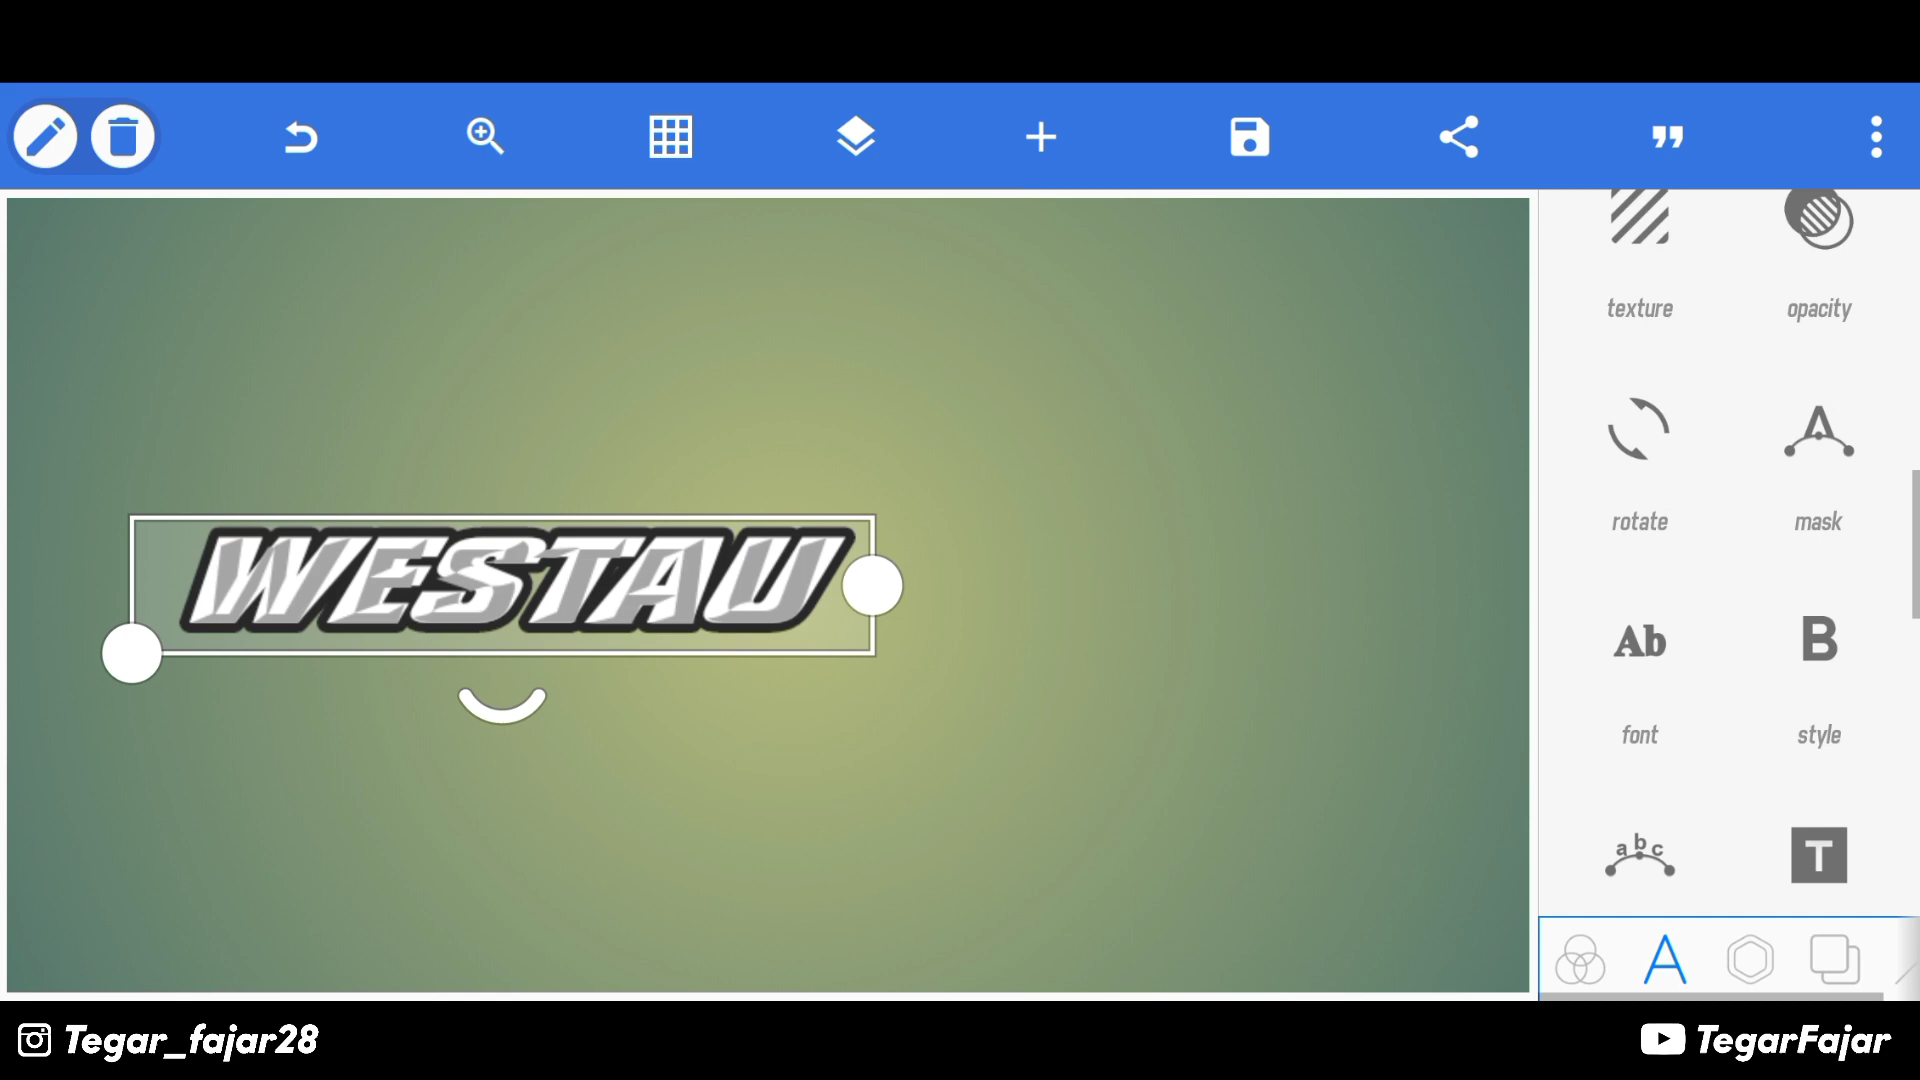 texture
opacity
rotate
mask
Ab
B
font
style
abc
T
WESTAU
A
Tegar_fajar28
TegarFajar